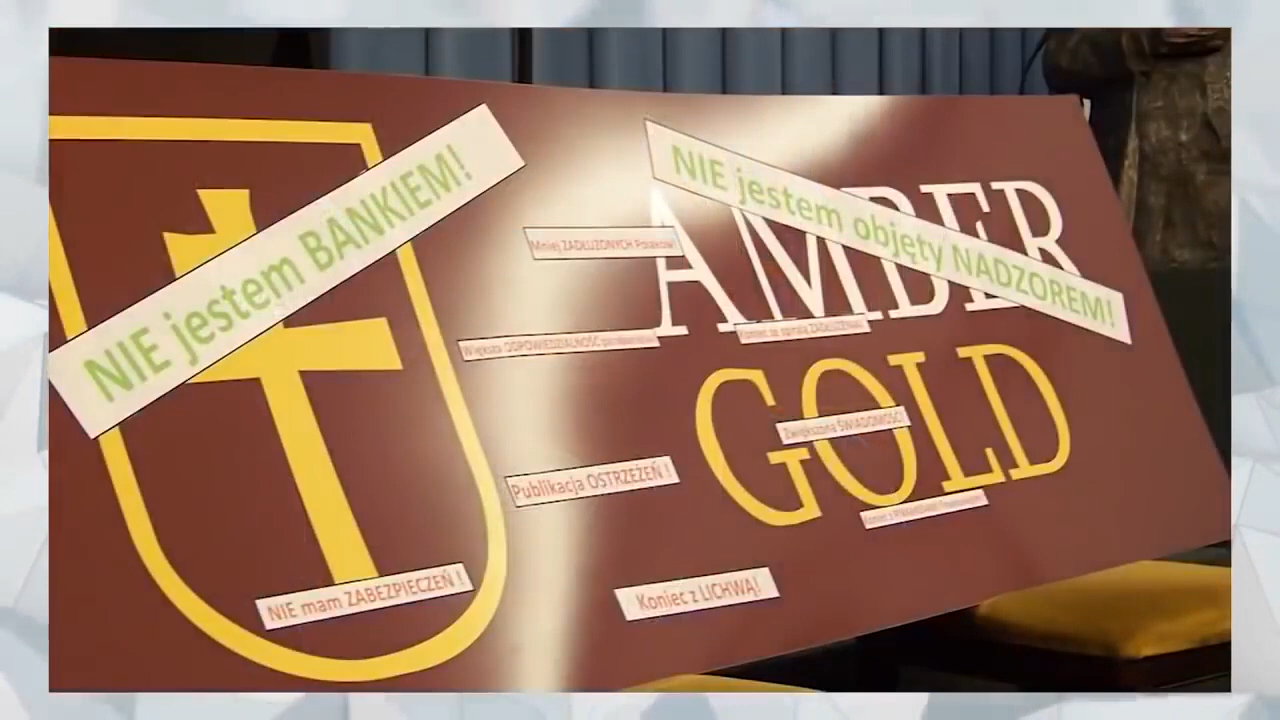 NIE jestem BANKIEM!
NIE jestem objęty NADZOREM!
AMBER
GOLD
Mniej ZADŁUŻONYCH Polaków!
Większa ODPOWIEDZIALNOŚĆ
Koniec ze spiralą ZADŁUŻENIA!
Zwiększona ŚWIADOMOŚĆ!
Publikacja OSTRZEŻEŃ !
Koniec z
NIE mam ZABEZPIECZEŃ !
Koniec z LICHWĄ!